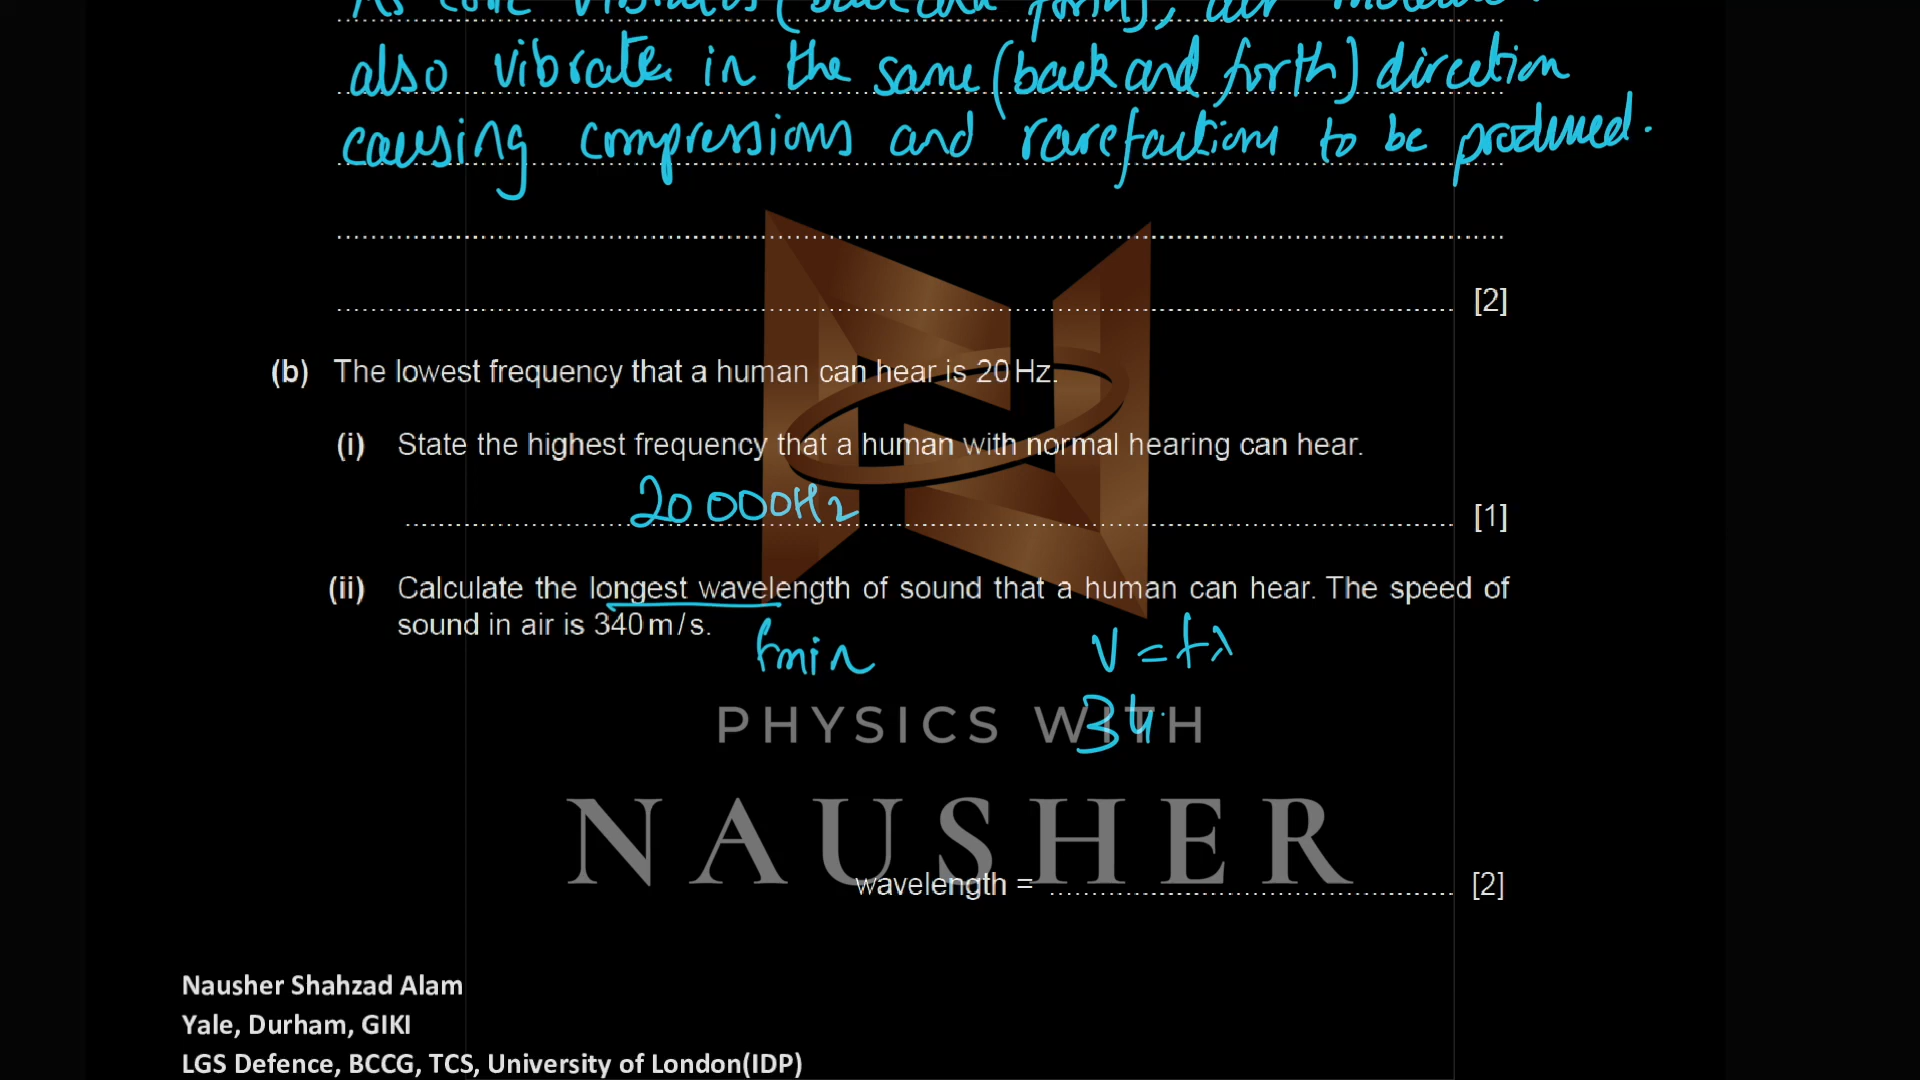 also vibrate in the same (back and forth) direction
causing compressions and rarefactions to be produced.
[2]
(b) The lowest frequency that a human can hear is 20 Hz.
(i) State the highest frequency that a human with normal hearing can hear.
20 000Hz [1]
(ii) Calculate the longest wavelength of sound that a human can hear. The speed of
sound in air is 340 m/s.
fmin V = fλ
34
PHYSICS WITH
NAUSHER
wavelength = [2]
Nausher Shahzad Alam
Yale, Durham, GIKI
LGS Defence, BCCG, TCS, University of London(IDP)